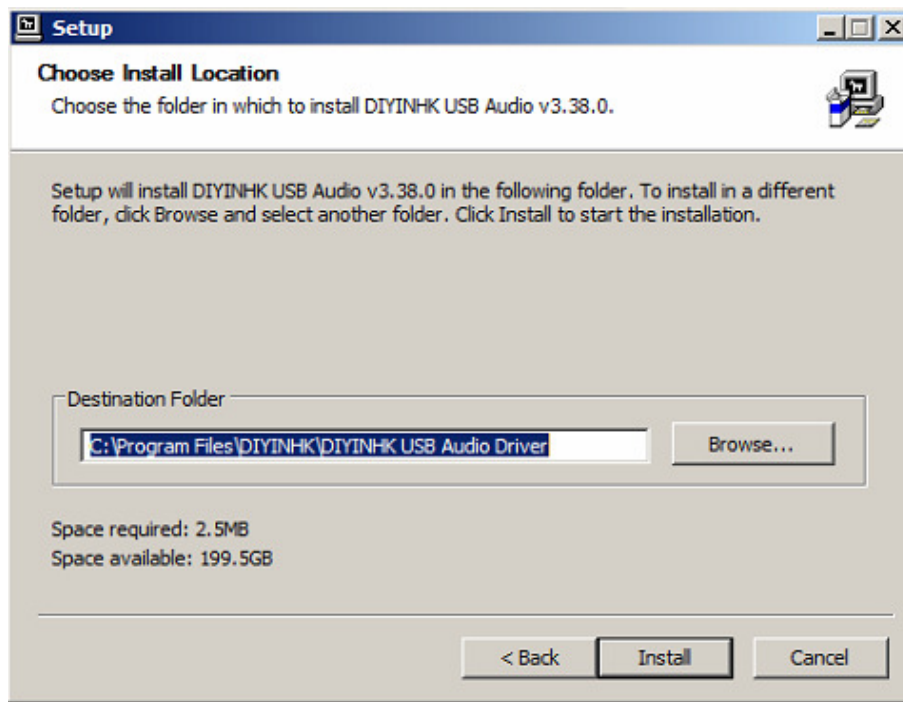 Setup
Choose Install Location
Choose the folder in which to install DIYINHK USB Audio v3.38.0.
Setup will install DIYINHK USB Audio v3.38.0 in the following folder. To install in a different
folder, click Browse and select another folder. Click Install to start the installation.
Destination Folder
C:\Program Files\DIYINHK\DIYINHK USB Audio Driver
Browse...
Space required: 2.5MB
Space available: 199.5GB
< Back
Install
Cancel